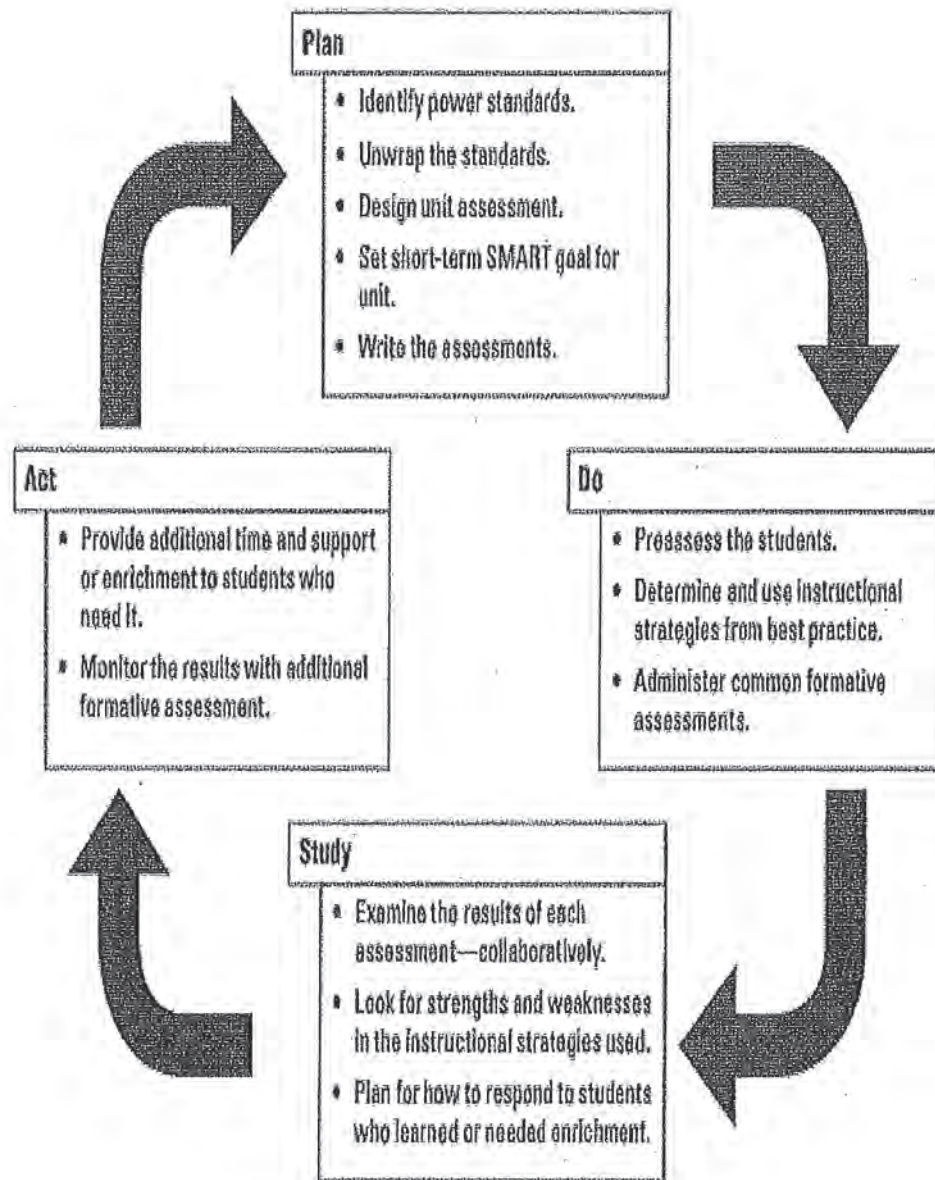 Plan
• Identify power standards.
• Unwrap the standards.
• Design unit assessment.
• Set short-term SMART goal for
unit.
• Write the assessments.
Do
• Preassess the students.
• Determine and use instructional
strategies from best practice.
• Administer common formative
assessments.
Study
• Examine the results of each
assessment—collaboratively.
• Look for strengths and weaknesses
in the instructional strategies used.
• Plan for how to respond to students
who learned or needed enrichment.
Act
• Provide additional time and support
or enrichment to students who
need it.
• Monitor the results with additional
formative assessment.